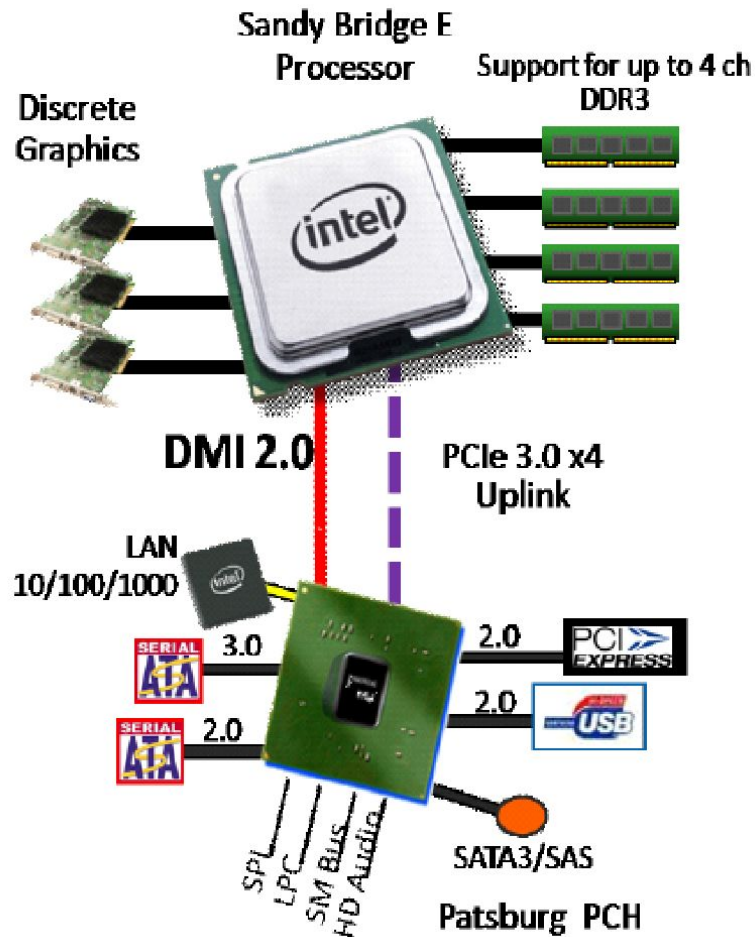 Sandy Bridge E
Processor
Support for up to 4 ch
DDR3
Discrete
Graphics
intel
DMI 2.0
PCIe 3.0 x4
Uplink
LAN
10/100/1000
intel
SERIAL
ATA
3.0
2.0
PCI
EXPRESS
SERIAL
ATA
2.0
2.0
USB
SPI
LPC
SM Bus
HD Audio
SATA3/SAS
Patsburg PCH